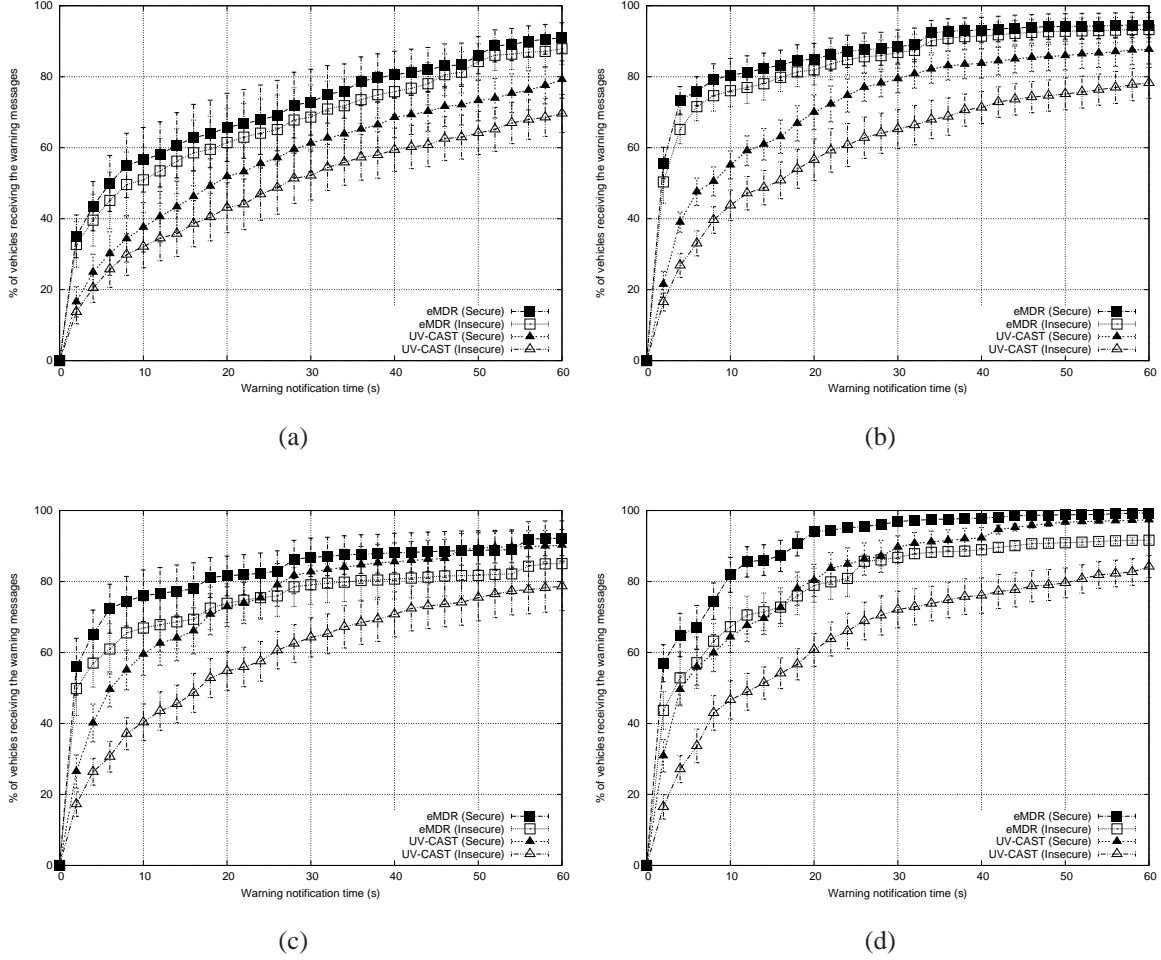 100
80
60
40
20
0
% of vehicles receiving the warning messages
eMDR (Secure)
eMDR (Insecure)
UV-CAST (Secure)
UV-CAST (Insecure)
0 10 20 30 40 50 60
Warning notification time (s)
(a)
100
80
60
40
20
0
% of vehicles receiving the warning messages
eMDR (Secure)
eMDR (Insecure)
UV-CAST (Secure)
UV-CAST (Insecure)
0 10 20 30 40 50 60
Warning notification time (s)
(b)
100
80
60
40
20
0
% of vehicles receiving the warning messages
eMDR (Secure)
eMDR (Insecure)
UV-CAST (Secure)
UV-CAST (Insecure)
0 10 20 30 40 50 60
Warning notification time (s)
(c)
100
80
60
40
20
0
% of vehicles receiving the warning messages
eMDR (Secure)
eMDR (Insecure)
UV-CAST (Secure)
UV-CAST (Insecure)
0 10 20 30 40 50 60
Warning notification time (s)
(d)